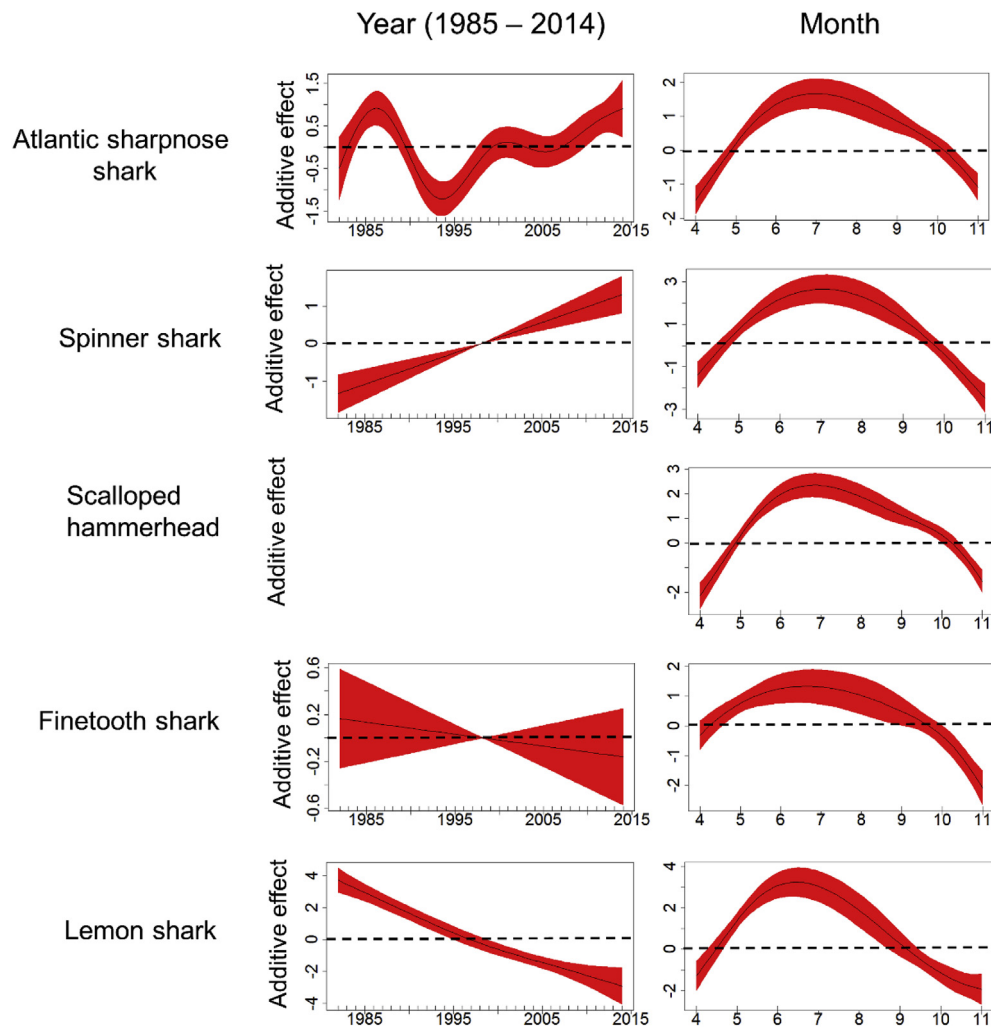 Year (1985 – 2014)
Month
Atlantic sharpnose
shark
Additive effect
1.5
0.5
-0.5
-1.5
1985 1995 2005 2015
2
1
0
-1
-2
4 5 6 7 8 9 10 11
Spinner shark
Additive effect
1
0
-1
1985 1995 2005 2015
3
1
-1
-3
4 5 6 7 8 9 10 11
Scalloped
hammerhead
Additive effect
3
2
1
0
-2
4 5 6 7 8 9 10 11
Finetooth shark
Additive effect
0.6
0.2
-0.2
-0.6
1985 1995 2005 2015
2
1
0
-1
-2
4 5 6 7 8 9 10 11
Lemon shark
Additive effect
4
2
0
-2
-4
1985 1995 2005 2015
4
2
0
-2
4 5 6 7 8 9 10 11